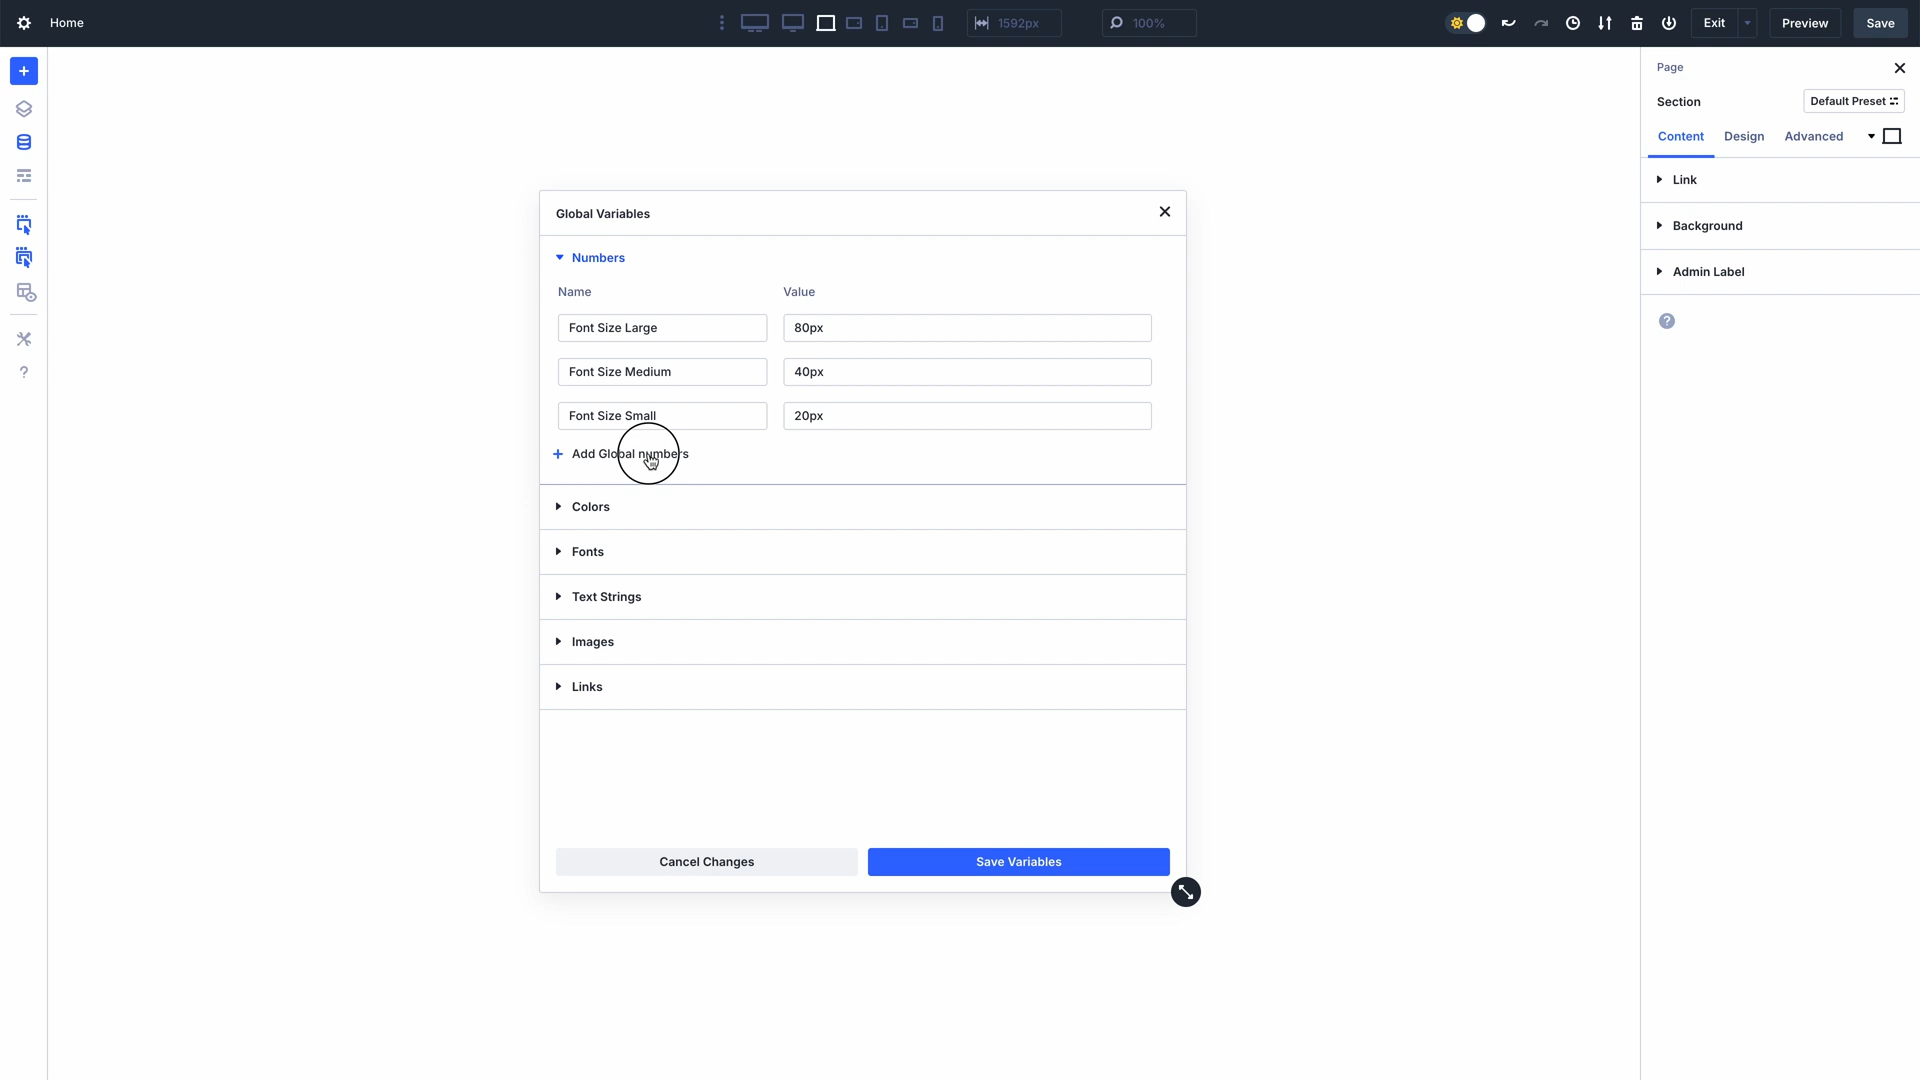 Home
1592px
100%
Exit
Preview
Save
Page
Section
Default Preset
Content
Design
Advanced
Link
Background
Admin Label
?
?
Global Variables
Numbers
Name
Value
Font Size Large
80px
Font Size Medium
40px
Font Size Small
20px
+ Add Global numbers
Colors
Fonts
Text Strings
Images
Links
Cancel Changes
Save Variables